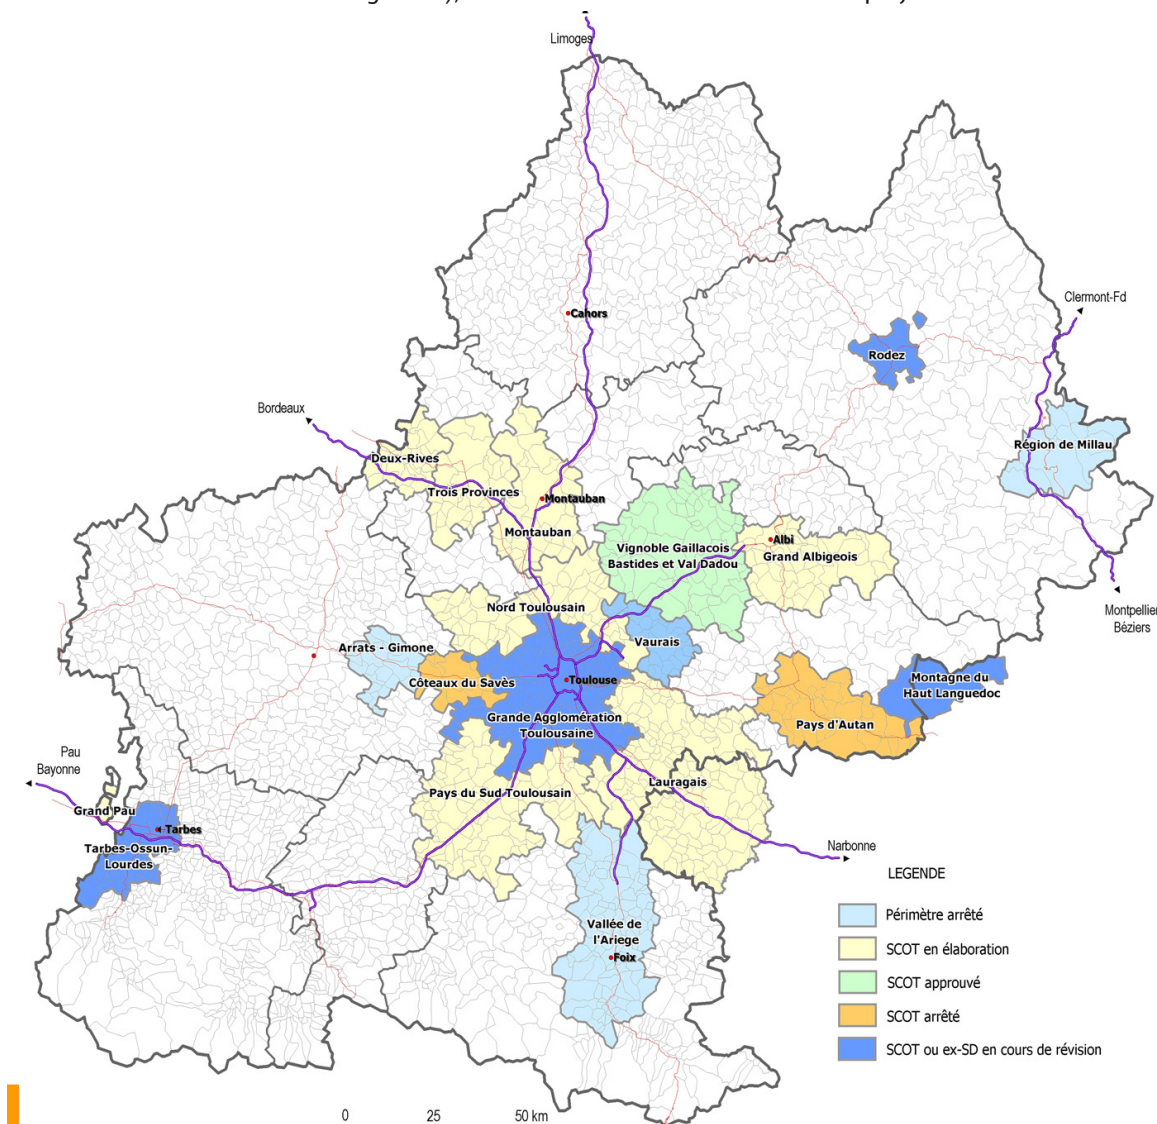 Limoges
Clermont-Fd
Cahors
Rodez
Bordeaux
Région de Millau
Deux-Rives
Trois Provinces
Montauban
Montauban
Albi
Vignoble Gaillacois
Bastides et Val Dadou
Grand Albigeois
Montpellier
Béziers
Nord Toulousain
Vaurais
Arrats - Gimone
Côteaux du Savès
Toulouse
Montagne du
Haut Languedoc
Grande Agglomération
Toulousaine
Pays d'Autan
Pau
Bayonne
Lauragais
Pays du Sud Toulousain
Grand Pau
Tarbes
Tarbes-Ossun-
Lourdes
Narbonne
Vallée de
l'Ariege
Foix
LEGENDE
Périmètre arrêté
SCOT en élaboration
SCOT approuvé
SCOT arrêté
SCOT ou ex-SD en cours de révision
0 25 50 km